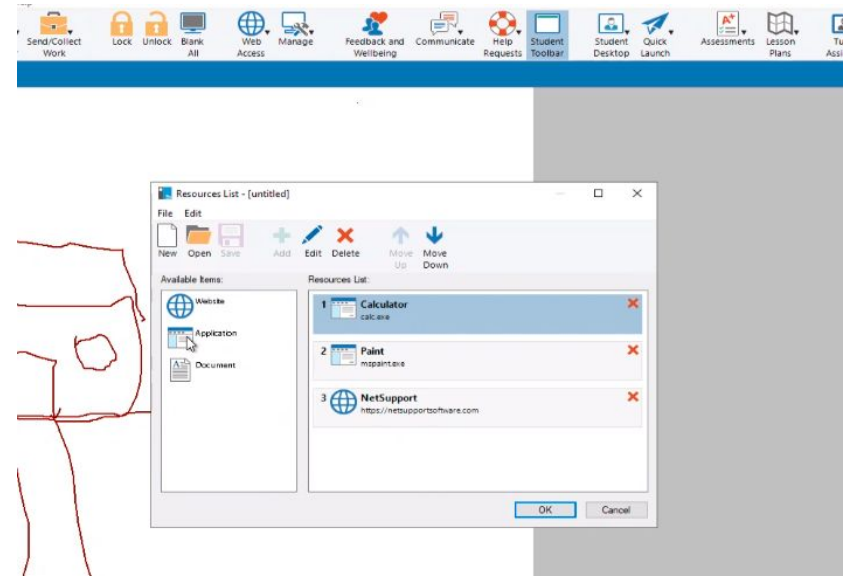 Send/Collect Work
Lock
Unlock
Blank All
Web Access
Manage
Feedback and Wellbeing
Communicate
Help Requests
Student Toolbar
Student Desktop
Quick Launch
Assessments
Lesson Plans
Resources List - [untitled]
File Edit
New Open Save Add Edit Delete Move Up Move Down
Available Items:
Website
Application
Document
Resources List:
1 Calculator
calc.exe
2 Paint
mspaint.exe
3 NetSupport
https://netsupportsoftware.com
OK Cancel